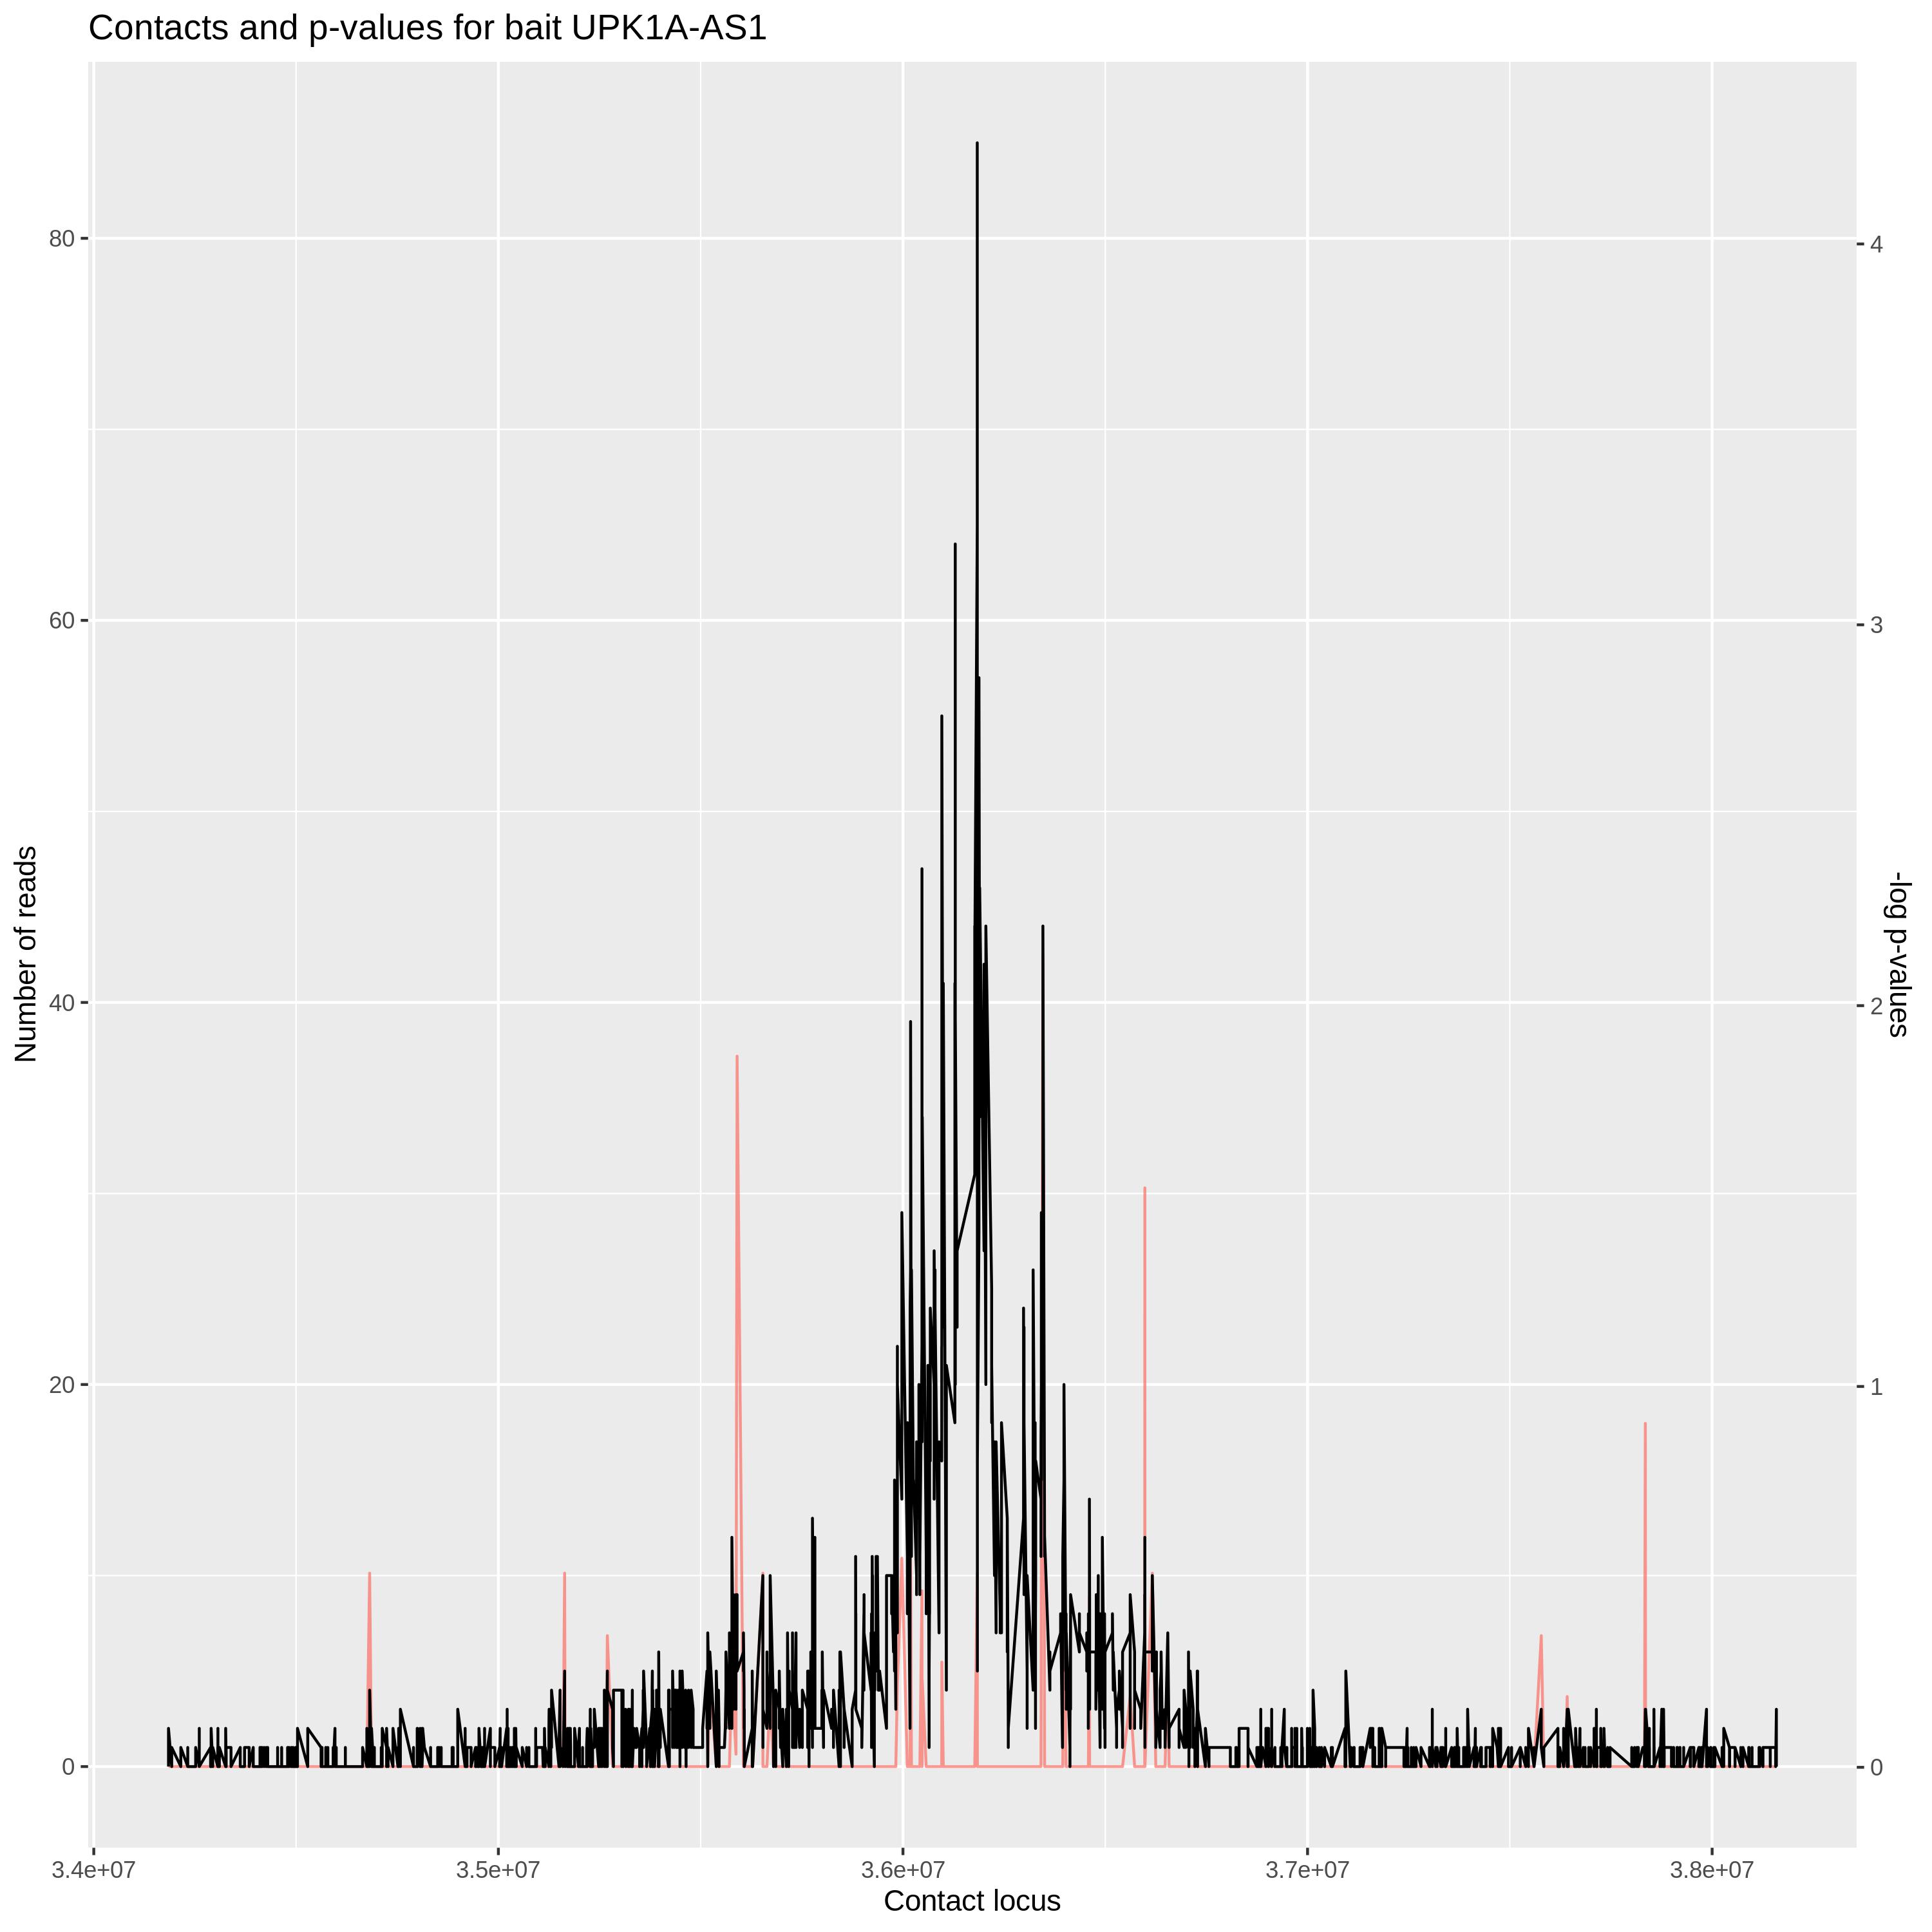 Contacts and p-values for bait UPK1A-AS1
Number of reads
80
60
40
20
0
4
3
2
1
0
-log p-values
3.4e+07
3.5e+07
3.6e+07
3.7e+07
3.8e+07
Contact locus